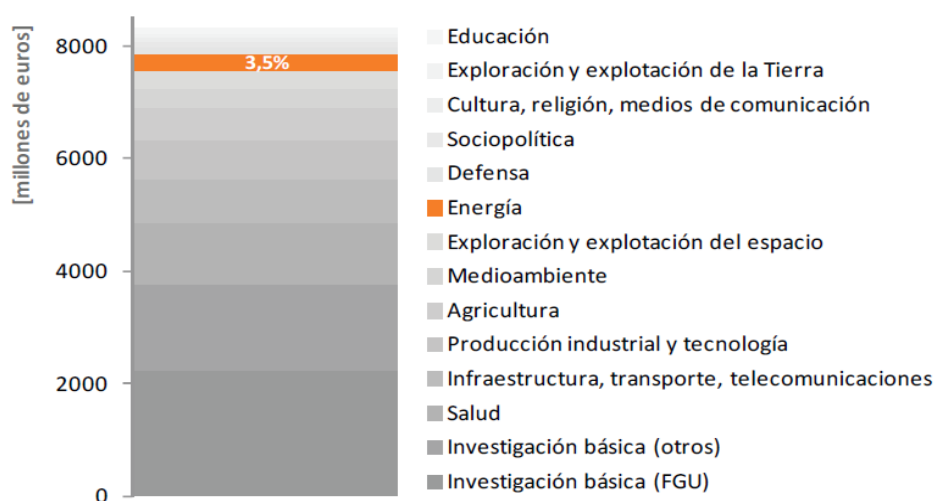 [millones de euros]
8000
6000
4000
2000
0
3,5%
Educación
Exploración y explotación de la Tierra
Cultura, religión, medios de comunicación
Sociopolítica
Defensa
Energía
Exploración y explotación del espacio
Medioambiente
Agricultura
Producción industrial y tecnología
Infraestructura, transporte, telecomunicaciones
Salud
Investigación básica (otros)
Investigación básica (FGU)